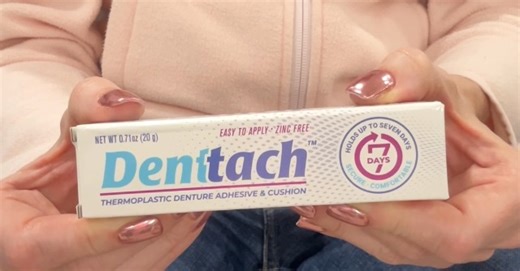 NET WT 0.71oz (20 g)
EASY TO APPLY · ZINC FREE
Denttach™
THERMOPLASTIC DENTURE ADHESIVE & CUSHION
HOLDS UP TO SEVEN DAYS
7
DAYS
SECURE · COMFORTABLE